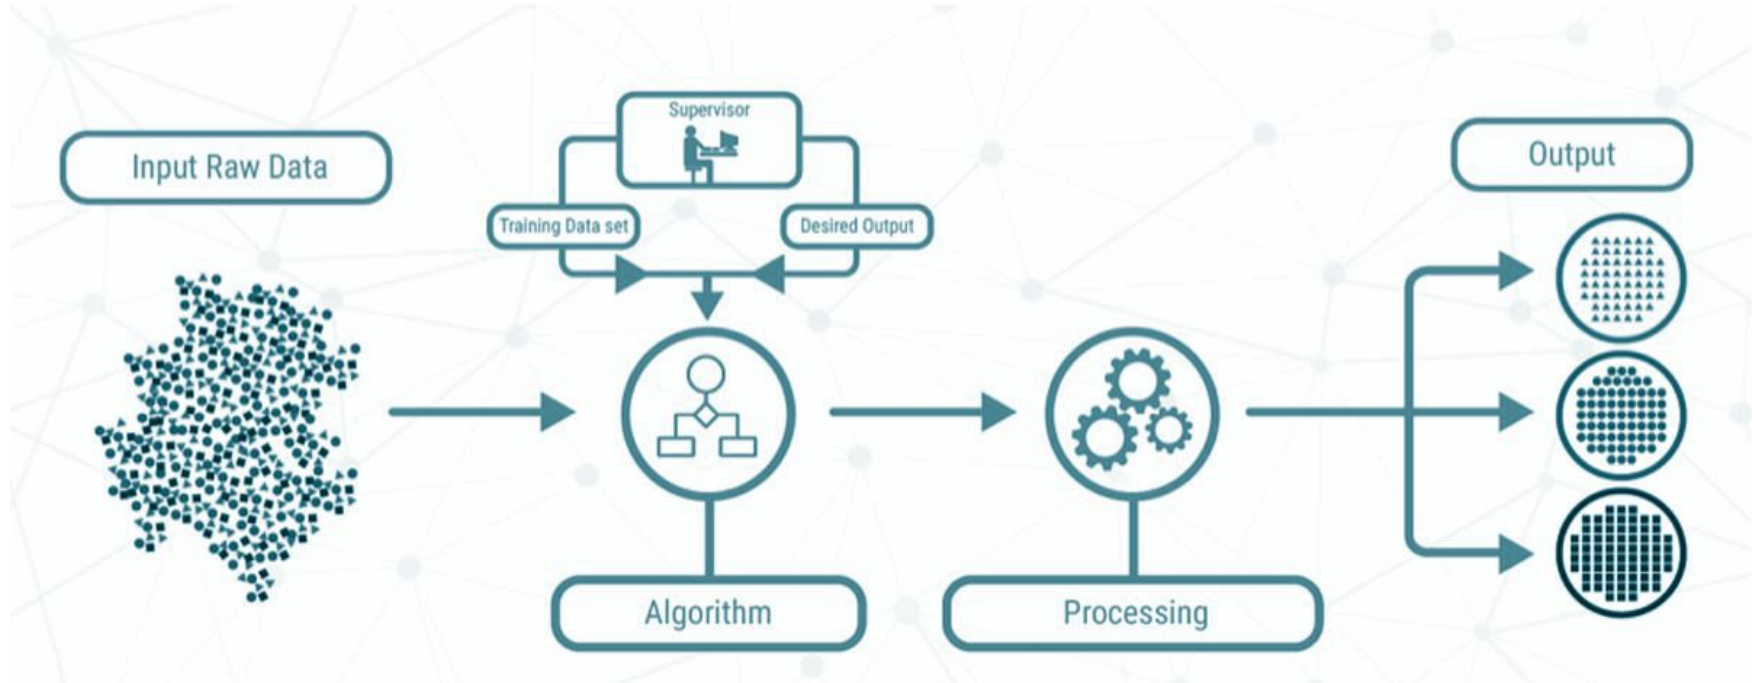 Supervisor
Input Raw Data
Output
Training Data set
Desired Output
Algorithm
Processing